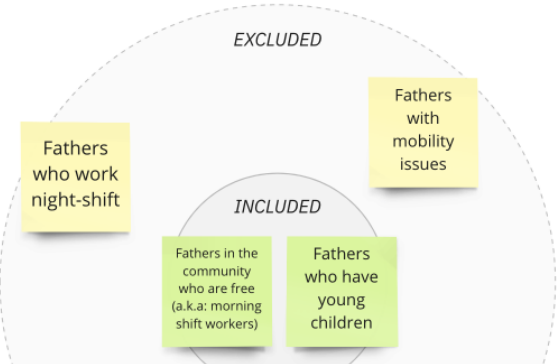 EXCLUDED
Fathers
with
mobility
issues
Fathers
who work
night-shift
INCLUDED
Fathers in the
community
who are free
(a.k.a: morning
shift workers)
Fathers
who have
young
children